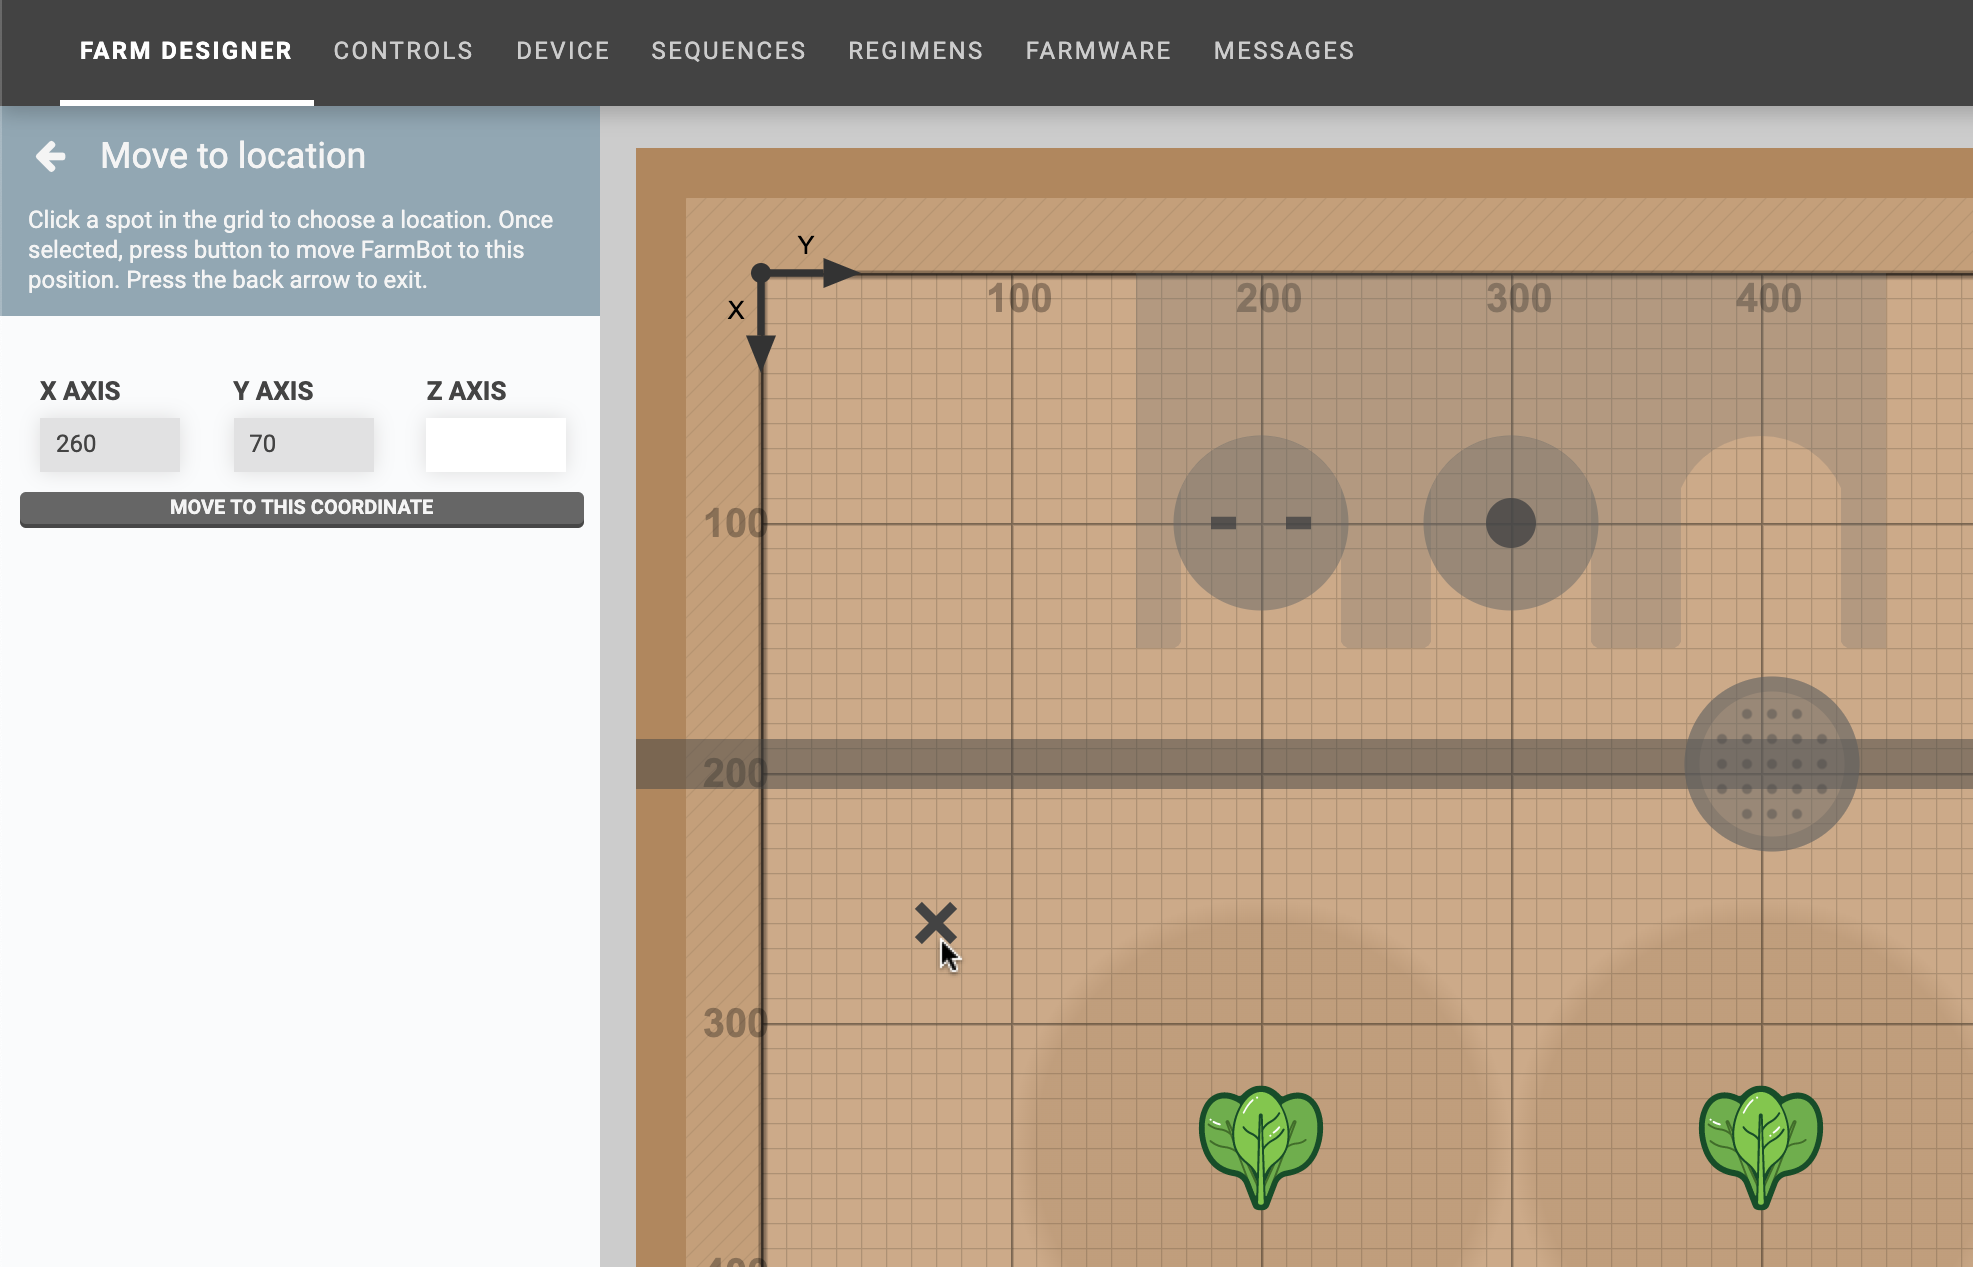 FARM DESIGNER CONTROLS DEVICE SEQUENCES REGIMENS FARMWARE MESSAGES
Move to location
Click a spot in the grid to choose a location. Once
selected, press button to move FarmBot to this
position. Press the back arrow to exit.
X AXIS Y AXIS Z AXIS
260 70
MOVE TO THIS COORDINATE
Y
X
100 200 300 400
100
200
300
400